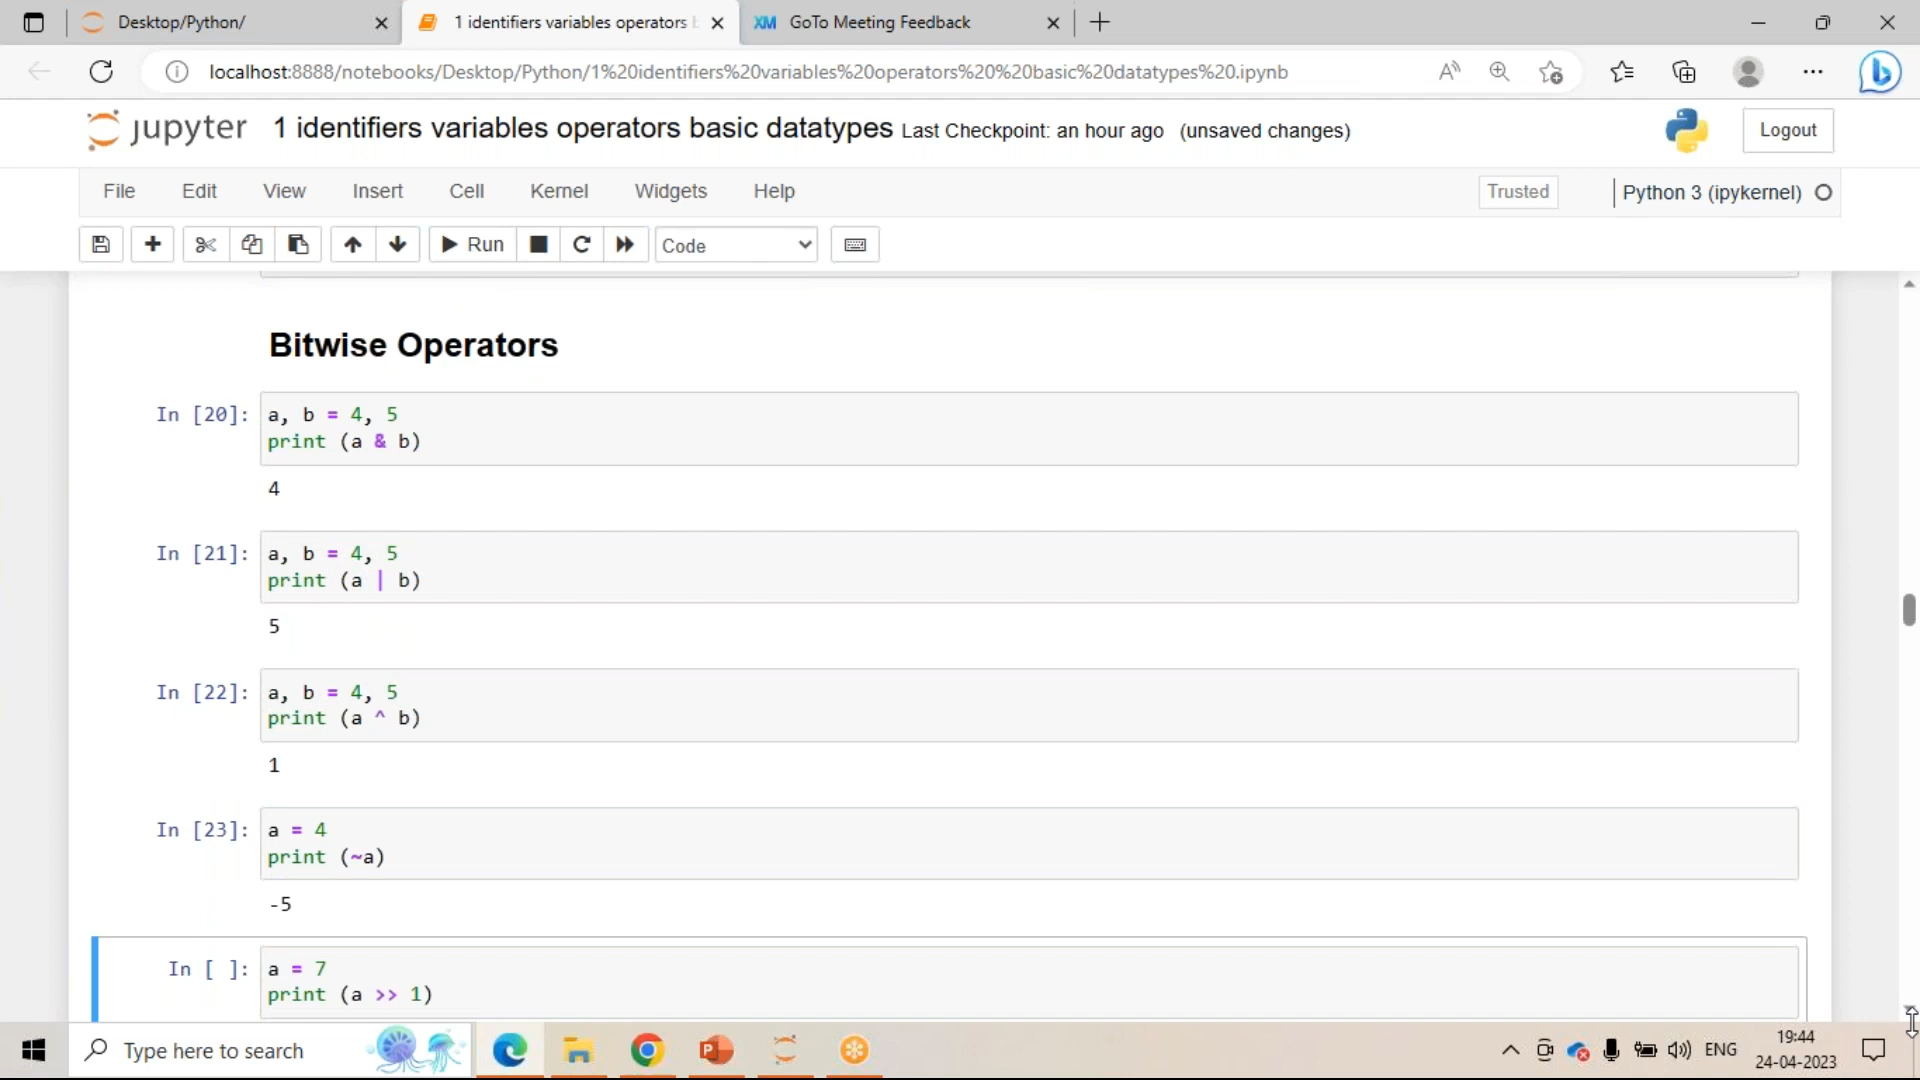 Desktop/Python/
1 identifiers variables operators
XM GoTo Meeting Feedback
localhost:8888/notebooks/Desktop/Python/1%20identifiers%20variables%20operators%20%20basic%20datatypes%20.ipynb
jupyter 1 identifiers variables operators basic datatypes Last Checkpoint: an hour ago (unsaved changes)
Logout
File Edit View Insert Cell Kernel Widgets Help
Trusted
Python 3 (ipykernel)
Run
Code
Bitwise Operators
In [20]: a, b = 4, 5
print (a & b)
4
In [21]: a, b = 4, 5
print (a | b)
5
In [22]: a, b = 4, 5
print (a ^ b)
1
In [23]: a = 4
print (~a)
-5
In [ ]: a = 7
print (a >> 1)
Type here to search
ENG
19:44
24-04-2023